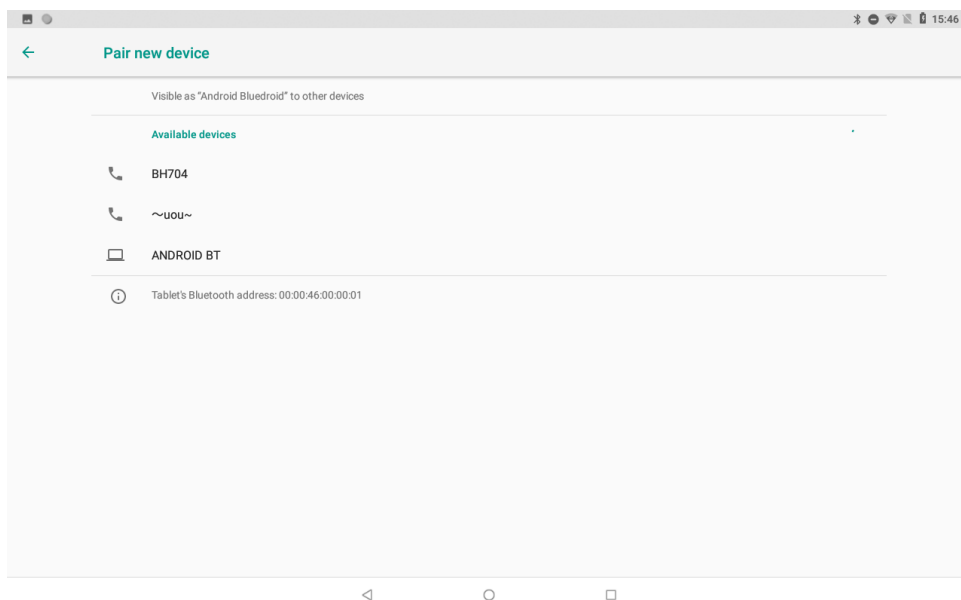 15:46
Pair new device
Visible as "Android Bluedroid" to other devices
Available devices
BH704
～uou~
ANDROID BT
Tablet's Bluetooth address: 00:00:46:00:00:01